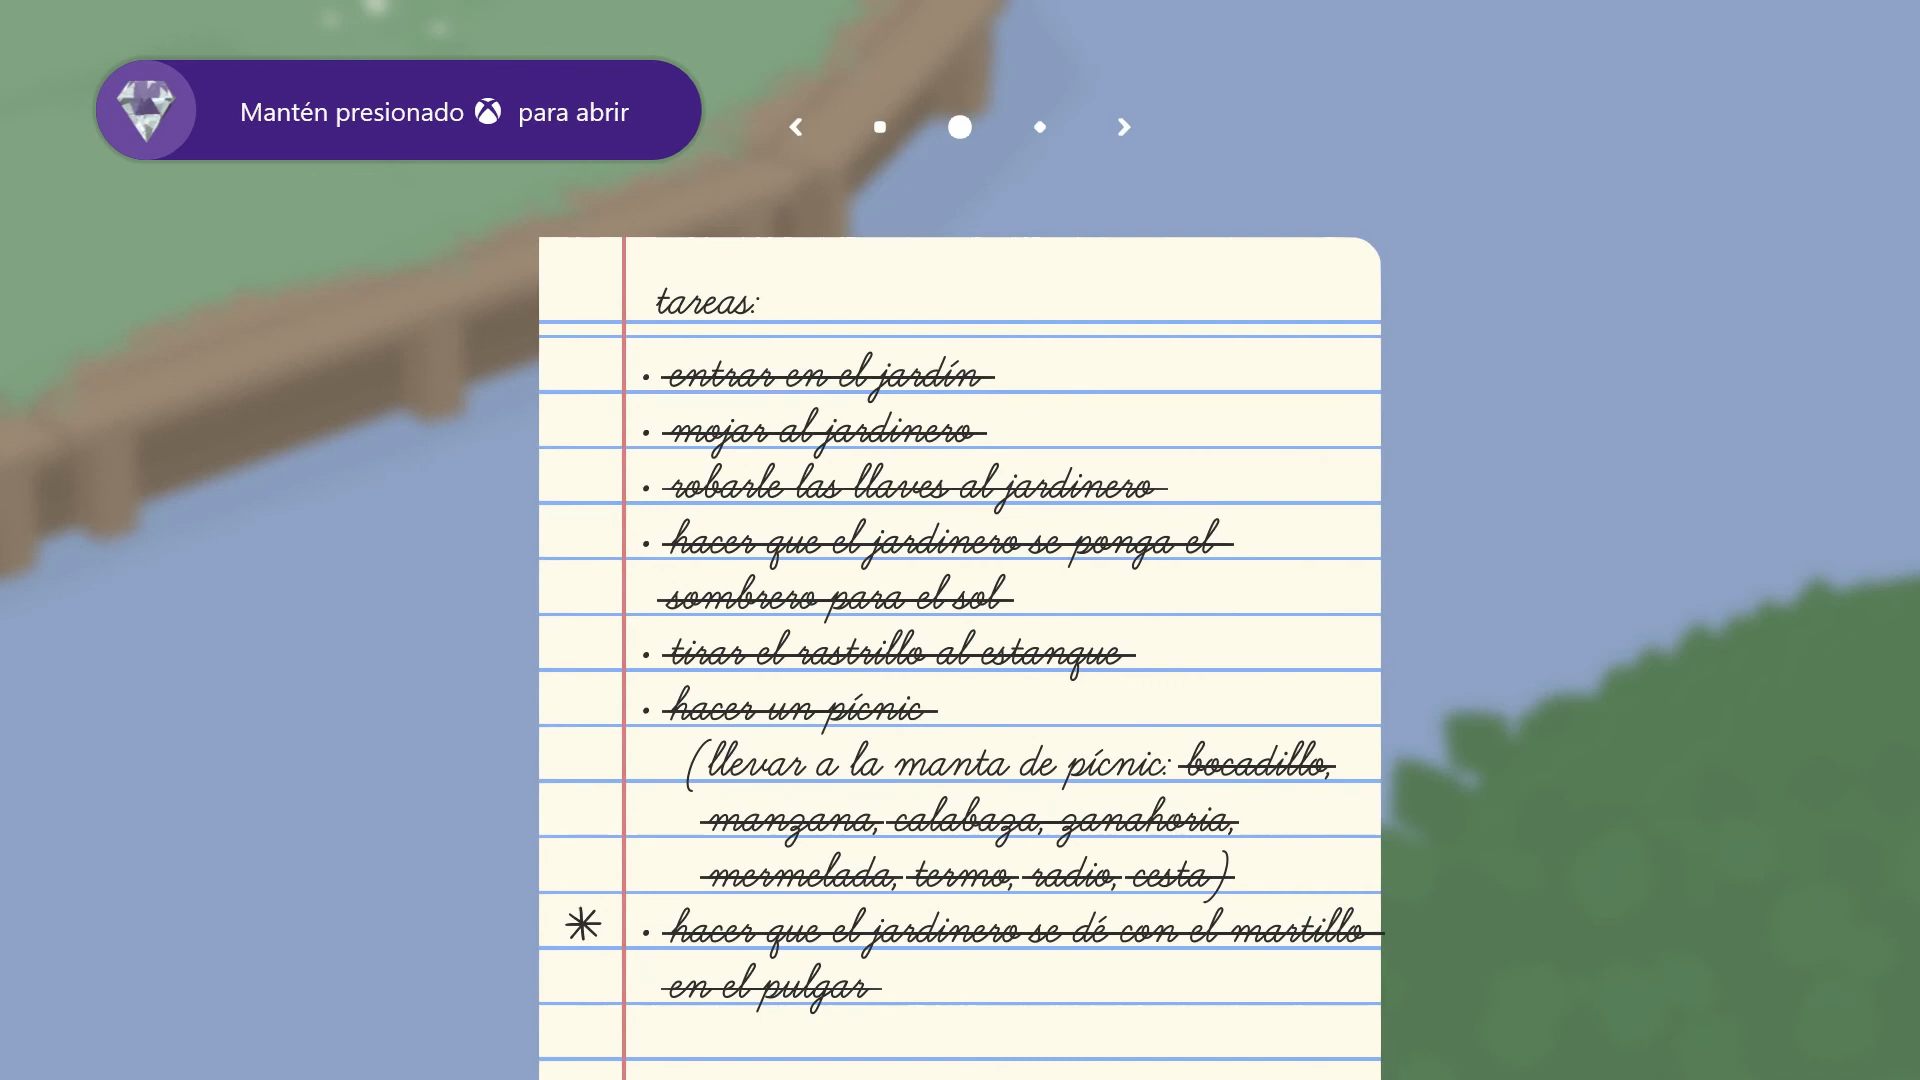 Mantén presionado para abrir
tareas:
• entrar en el jardín
• mojar al jardinero
• robarle las llaves al jardinero
• hacer que el jardinero se ponga el
sombrero para el sol
• tirar el rastrillo al estanque
• hacer un pícnic
(llevar a la manta de pícnic: bocadillo,
manzana, calabaza, zanahoria,
mermelada, termo, radio, cesta)
• hacer que el jardinero se dé con el martillo
en el pulgar